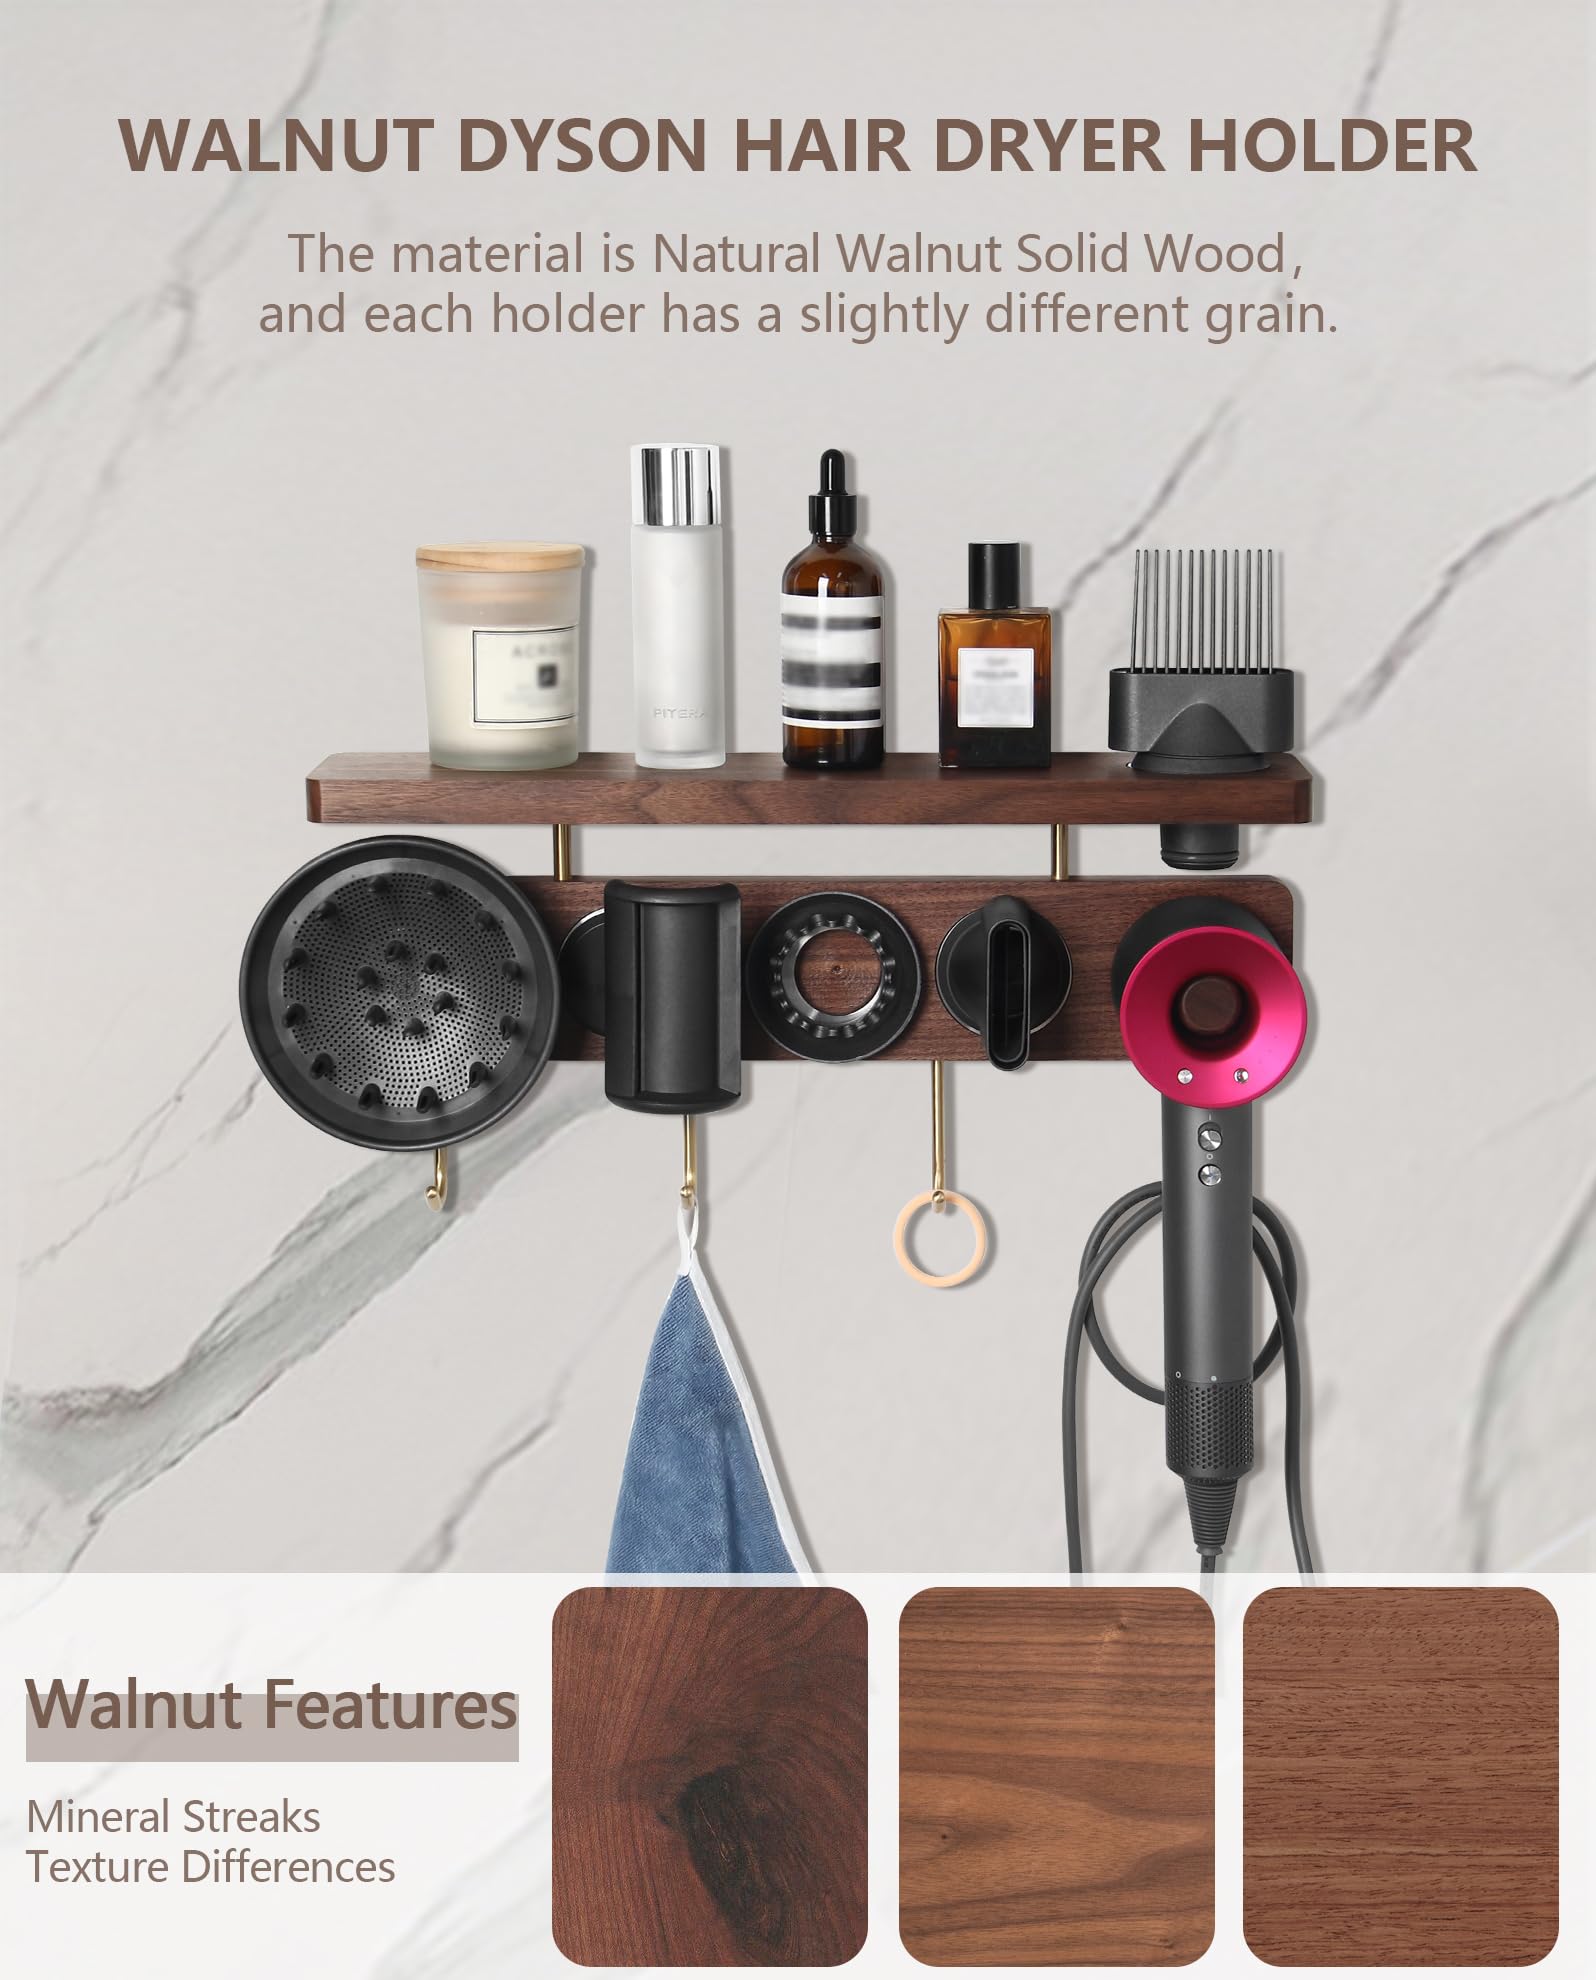 WALNUT DYSON HAIR DRYER HOLDER
The material is Natural Walnut Solid Wood,
and each holder has a slightly different grain.
PITERA
Walnut Features
Mineral Streaks
Texture Differences